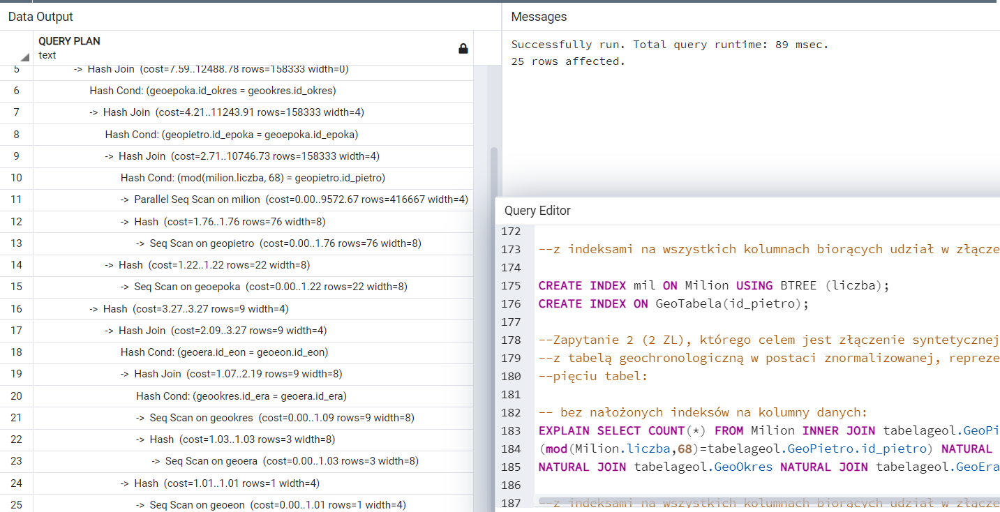 Data Output
QUERY PLAN
text
5 -> Hash Join (cost=7.59..12488.78 rows=158333 width=0)
6 Hash Cond: (geoepoka.id_okres = geookres.id_okres)
7 -> Hash Join (cost=4.21..11243.91 rows=158333 width=4)
8 Hash Cond: (geopietro.id_epoka = geoepoka.id_epoka)
9 -> Hash Join (cost=2.71..10746.73 rows=158333 width=4)
10 Hash Cond: (mod(milion.liczba, 68) = geopietro.id_pietro)
11 -> Parallel Seq Scan on milion (cost=0.00..9572.67 rows=416667 width=4)
12 -> Hash (cost=1.76..1.76 rows=76 width=8)
13 -> Seq Scan on geopietro (cost=0.00..1.76 rows=76 width=8)
14 -> Hash (cost=1.22..1.22 rows=22 width=8)
15 -> Seq Scan on geoepoka (cost=0.00..1.22 rows=22 width=8)
16 -> Hash (cost=3.27..3.27 rows=9 width=4)
17 -> Hash Join (cost=2.09..3.27 rows=9 width=4)
18 Hash Cond: (geoera.id_eon = geoeon.id_eon)
19 -> Hash Join (cost=1.07..2.19 rows=9 width=8)
20 Hash Cond: (geookres.id_era = geoera.id_era)
21 -> Seq Scan on geookres (cost=0.00..1.09 rows=9 width=8)
22 -> Hash (cost=1.03..1.03 rows=3 width=8)
23 -> Seq Scan on geoera (cost=0.00..1.03 rows=3 width=8)
24 -> Hash (cost=1.01..1.01 rows=1 width=4)
25 -> Seq Scan on geoeon (cost=0.00..1.01 rows=1 width=4)
Messages
Successfully run. Total query runtime: 89 msec.
25 rows affected.
Query Editor
172
173 --z indeksami na wszystkich kolumnach biorących udział w złącze
174
175 CREATE INDEX mil ON Milion USING BTREE (liczba);
176 CREATE INDEX ON GeoTabela(id_pietro);
177
178 --Zapytanie 2 (2 ZL), którego celem jest złączenie syntetycznej
179 --z tabelą geochronologiczną w postaci znormalizowanej, repreze
180 --pięciu tabel:
181
182 -- bez nałożonych indeksów na kolumny danych:
183 EXPLAIN SELECT COUNT(*) FROM Milion INNER JOIN tabelageol.GeoPi
184 (mod(Milion.liczba,68)=tabelageol.GeoPietro.id_pietro) NATURAL
185 NATURAL JOIN tabelageol.GeoOkres NATURAL JOIN tabelageol.GeoEra
186
187 --z indeksami na wszystkich kolumnach biorących udział w złącze